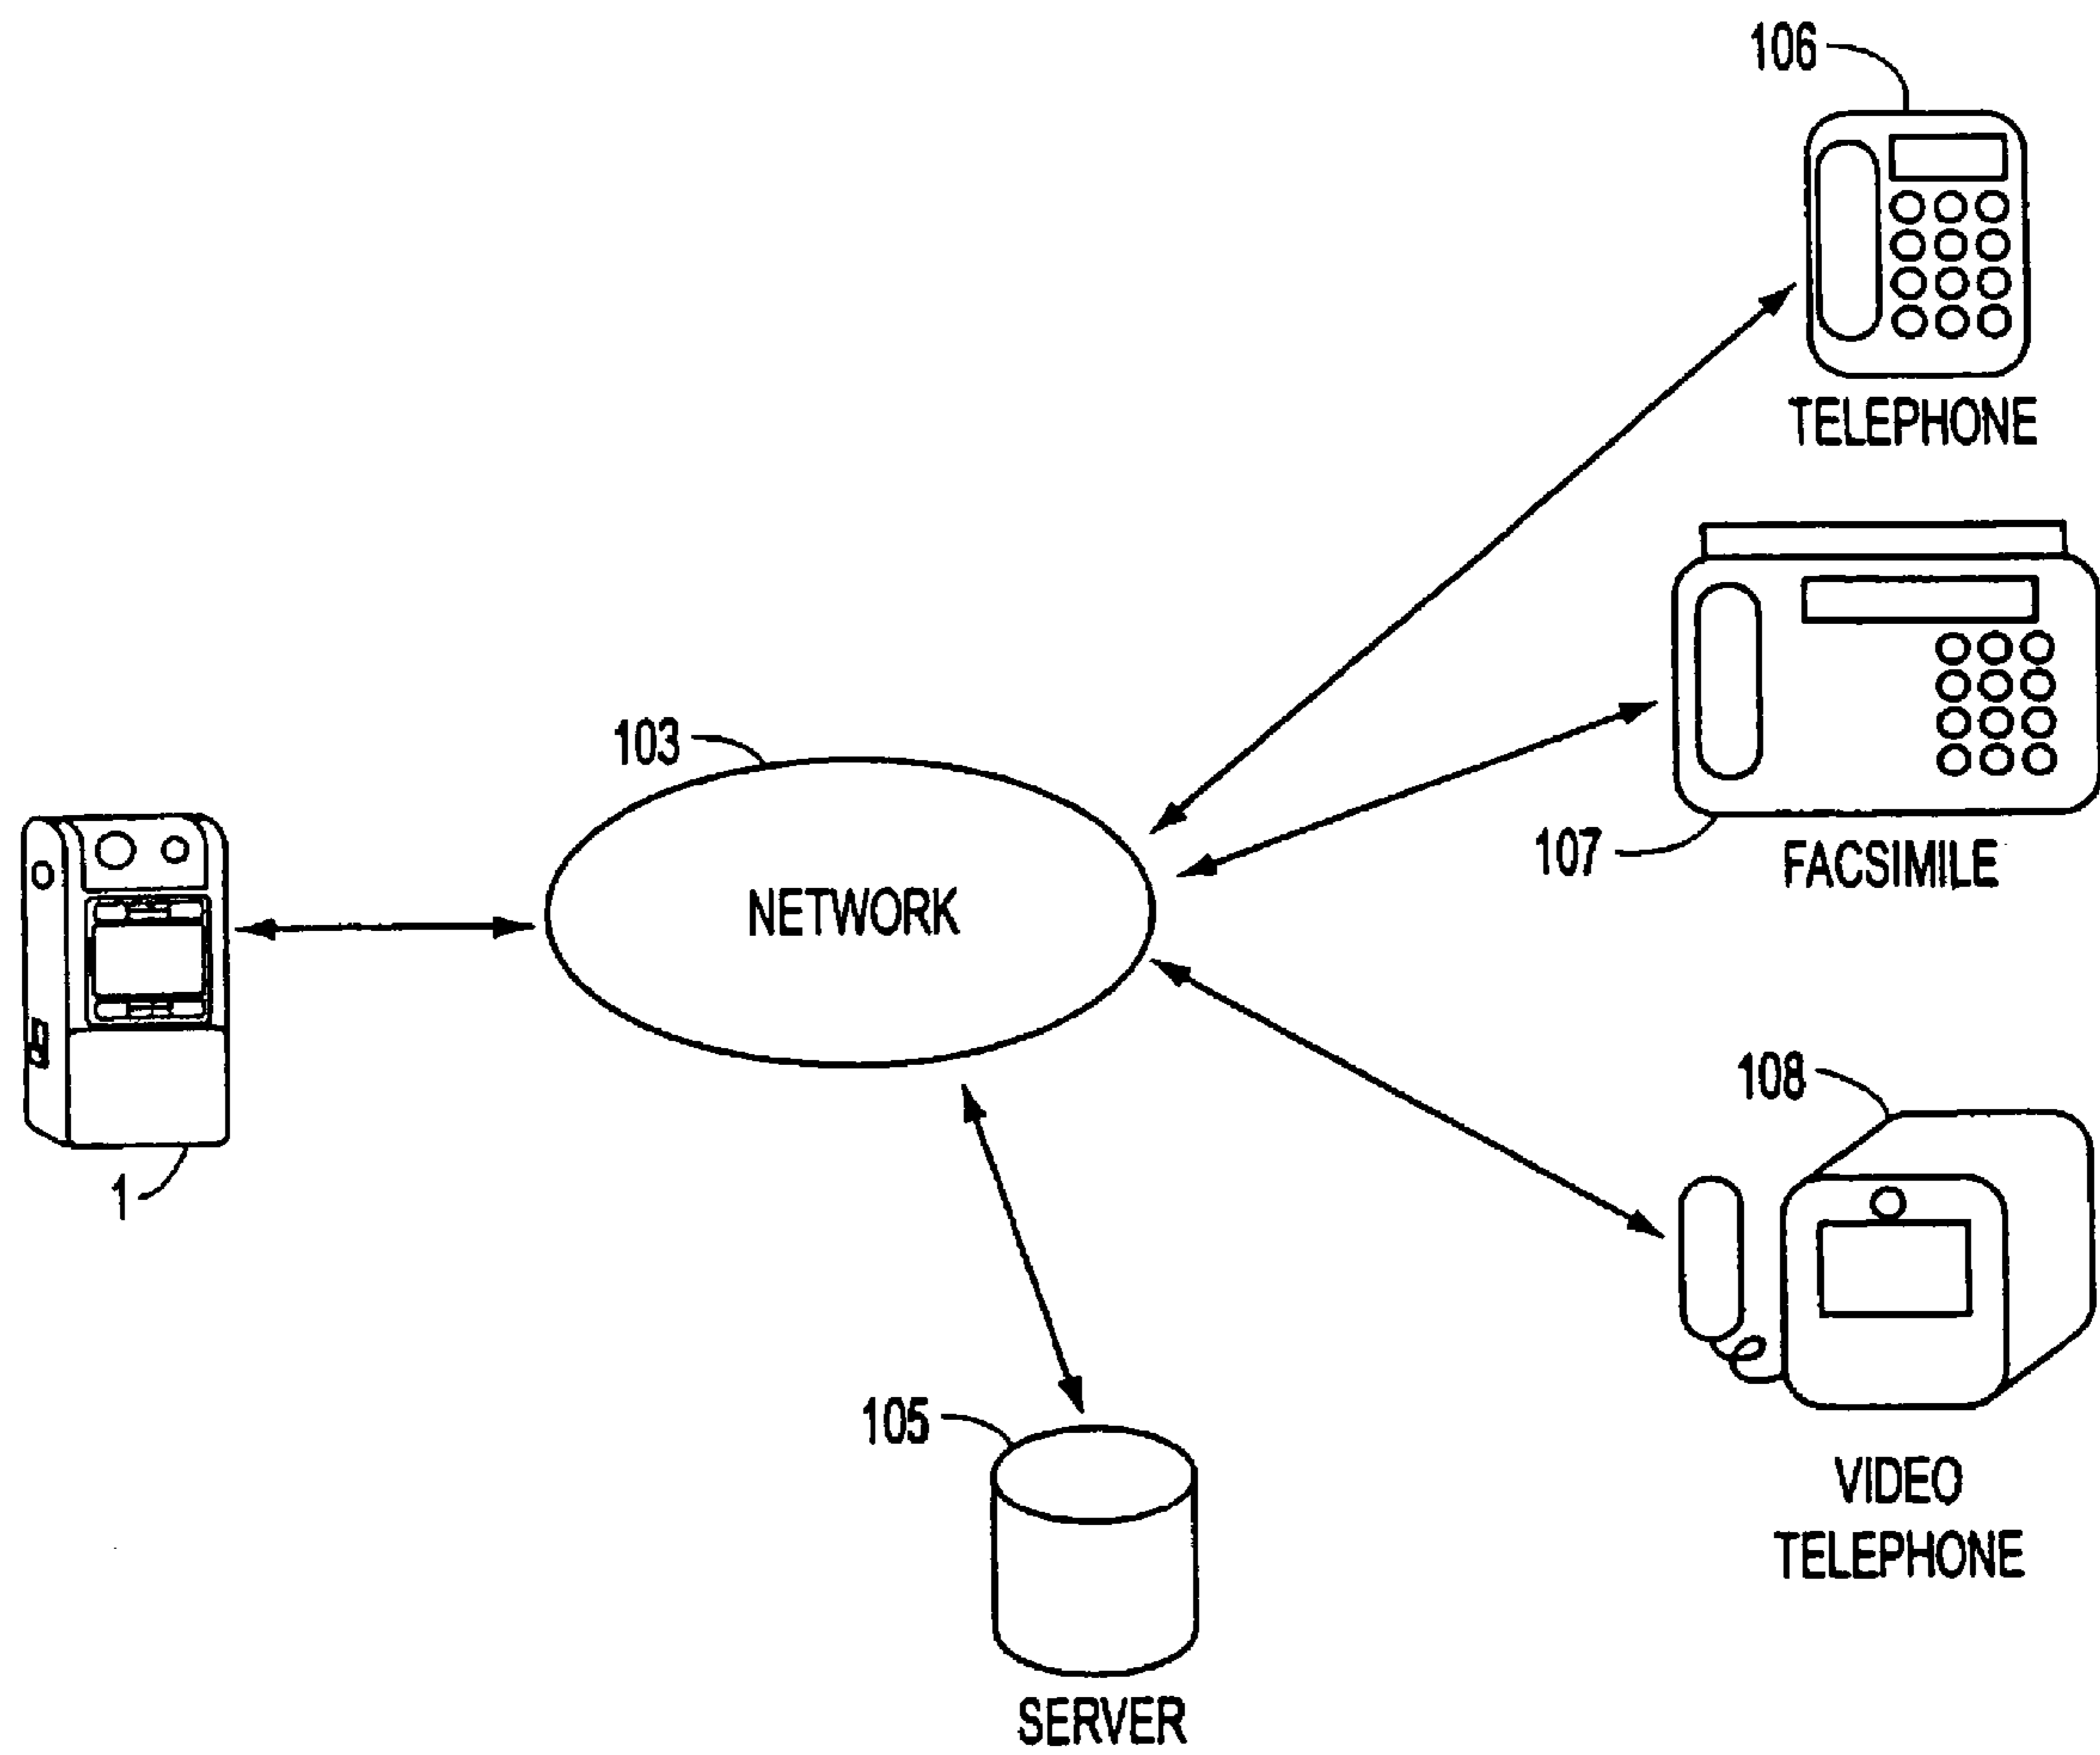 106
TELEPHONE
103
107
FACSIMILE
NETWORK
1
108
105
VIDEO
TELEPHONE
SERVER